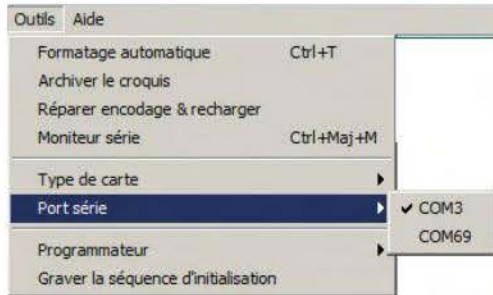 Outils Aide
Formatage automatique Ctrl+T
Archiver le croquis
Réparer encodage & recharger
Moniteur série Ctrl+Maj+M
Type de carte
Port série
COM3
COM69
Programmateur
Graver la séquence d'initialisation